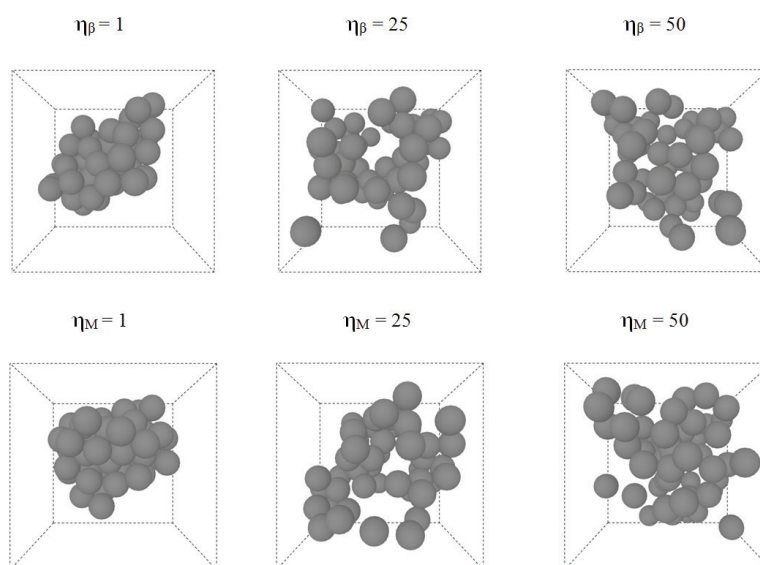 ηβ = 1
ηβ = 25
ηβ = 50
ηM = 1
ηM = 25
ηM = 50